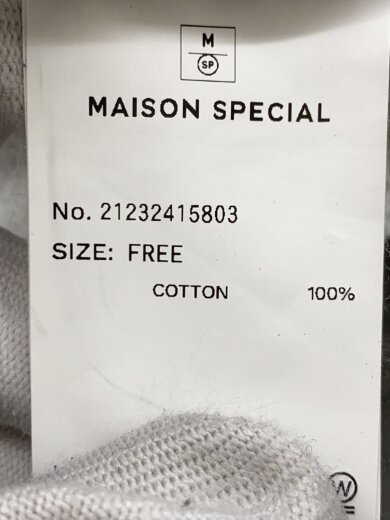 M
SP
MAISON SPECIAL
No. 21232415803
SIZE: FREE
COTTON 100%
W